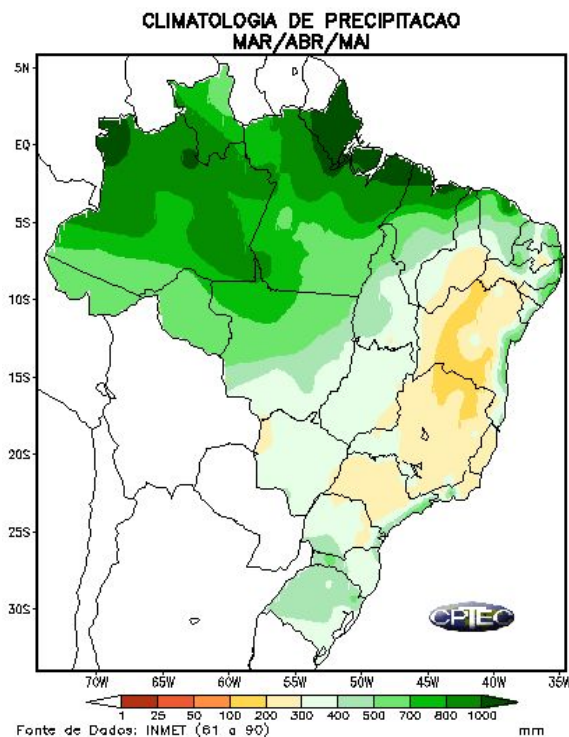 CLIMATOLOGIA DE PRECIPITACAO
MAR/ABR/MAI
5N
EQ
5S
10S
15S
20S
25S
30S
CPTEC
70W 65W 60W 55W 50W 45W 40W 35W
1 25 50 100 200 300 400 500 700 800 1000
Fonte de Dados: INMET (61 a 90) mm